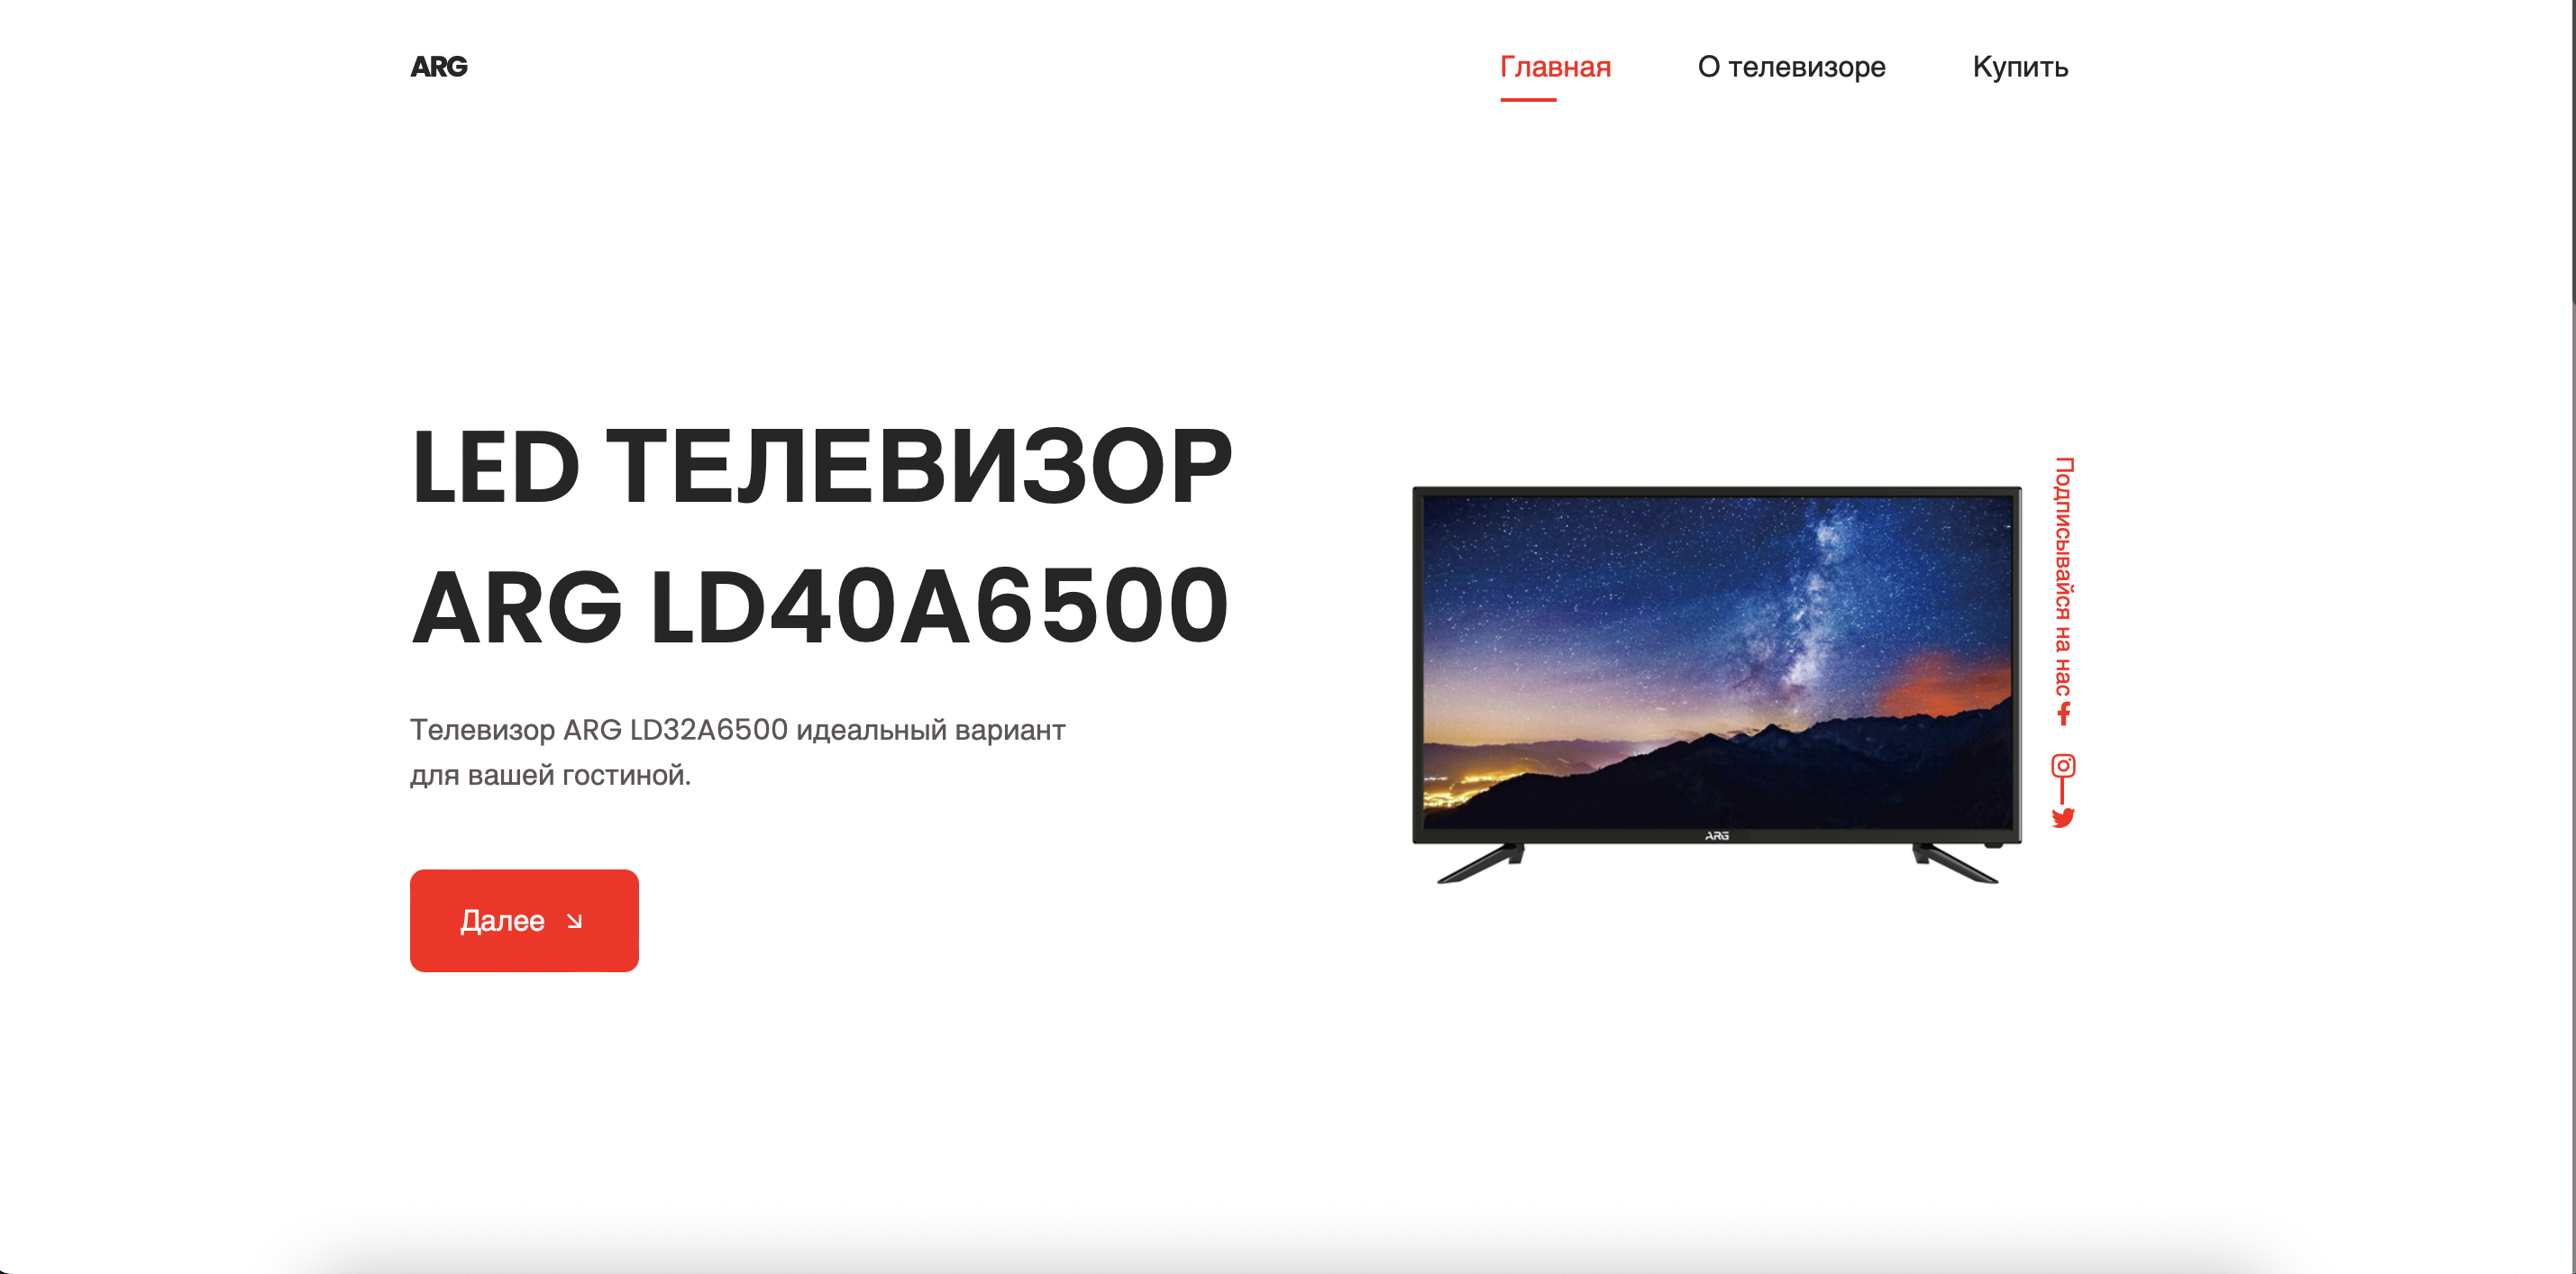 ARG
Главная
О телевизоре
Купить
LED ТЕЛЕВИЗОР
ARG LD40A6500
Телевизор ARG LD32A6500 идеальный вариант
для вашей гостиной.
Далее
ARG
Подписывайся на нас